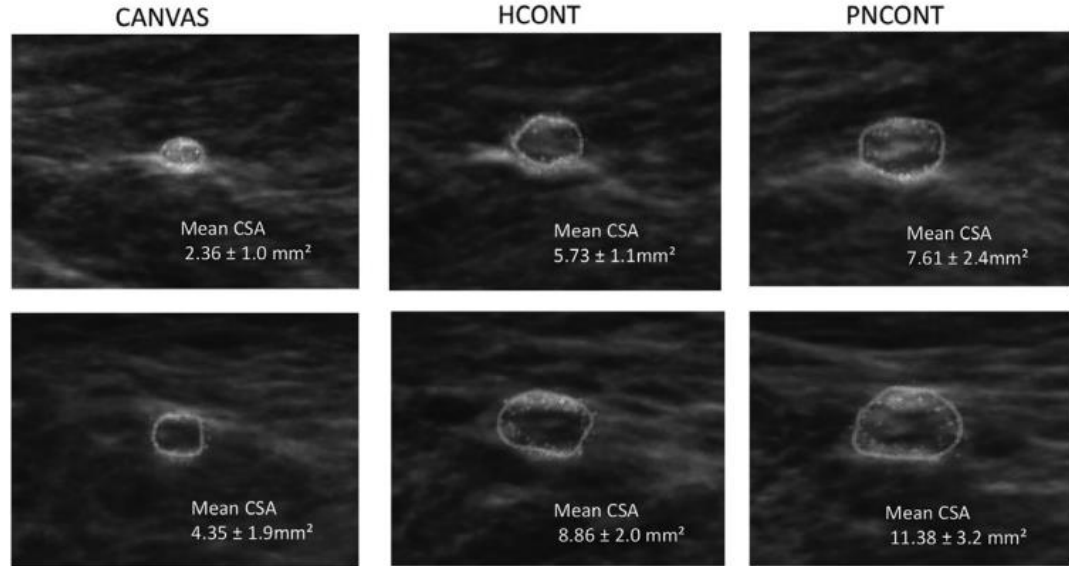 CANVAS
HCONT
PNCONT
Mean CSA
2.36 ± 1.0 mm²
Mean CSA
5.73 ± 1.1mm²
Mean CSA
7.61 ± 2.4mm²
Mean CSA
4.35 ± 1.9mm²
Mean CSA
8.86 ± 2.0 mm²
Mean CSA
11.38 ± 3.2 mm²